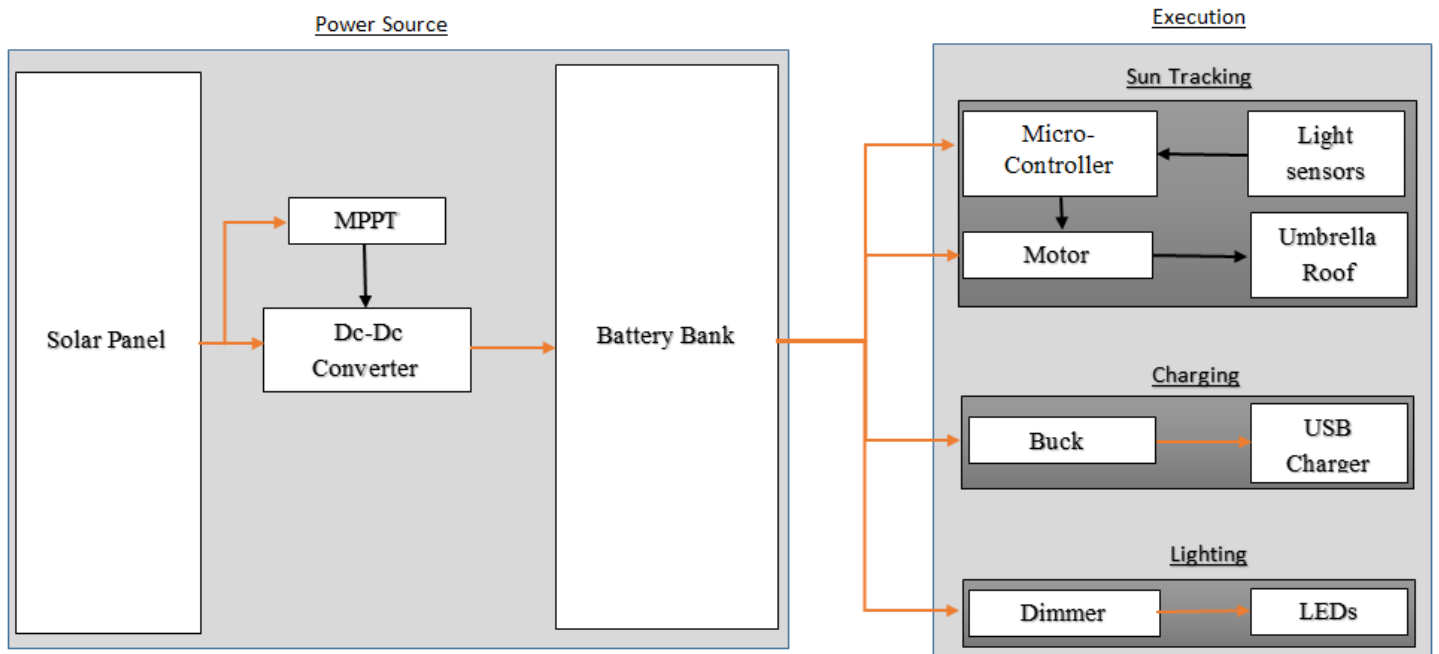 Power Source
Solar Panel
MPPT
Dc-Dc
Converter
Battery Bank
Execution
Sun Tracking
Micro-
Controller
Light
sensors
Motor
Umbrella
Roof
Charging
Buck
USB
Charger
Lighting
Dimmer
LEDs